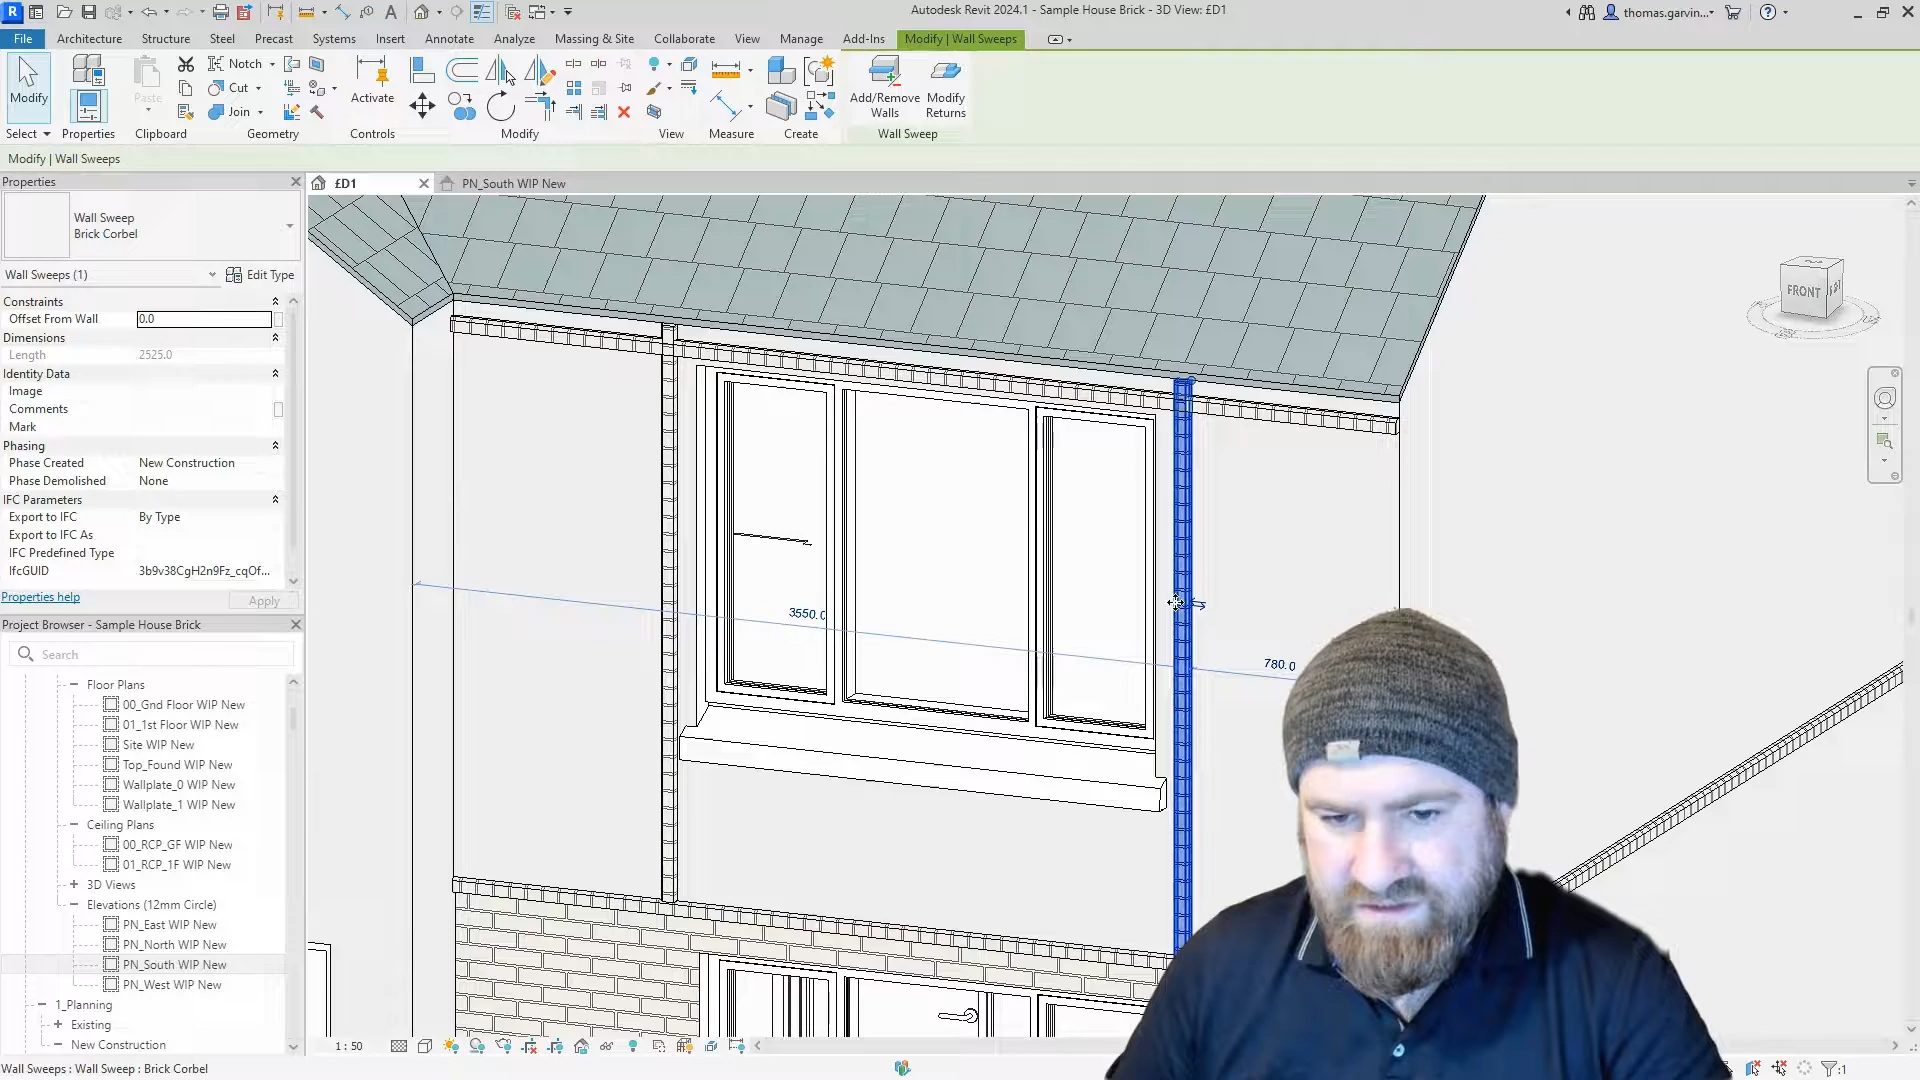 Autodesk Revit 2024.1 - Sample House Brick - 3D View: £D1
thomas.garvin...
File
Architecture
Structure
Steel
Precast
Systems
Insert
Annotate
Analyze
Massing & Site
Collaborate
View
Manage
Add-Ins
Modify | Wall Sweeps
Modify
Paste
Notch
Cut
Join
Activate
Add/Remove
Walls
Modify
Returns
Select
Properties
Clipboard
Geometry
Controls
Modify
View
Measure
Create
Wall Sweep
Modify | Wall Sweeps
Properties
£D1
PN_South WIP New
Wall Sweep
Brick Corbel
Wall Sweeps (1)
Edit Type
Constraints
Offset From Wall 0.0
Dimensions
Length 2525.0
Identity Data
Image
Comments
Mark
Phasing
Phase Created New Construction
Phase Demolished None
IFC Parameters
Export to IFC By Type
Export to IFC As
IFC Predefined Type
IfcGUID 3b9v38CgH2n9Fz_cqOf...
Properties help
Apply
Project Browser - Sample House Brick
Search
Floor Plans
00_Gnd Floor WIP New
01_1st Floor WIP New
Site WIP New
Top_Found WIP New
Wallplate_0 WIP New
Wallplate_1 WIP New
Ceiling Plans
00_RCP_GF WIP New
01_RCP_1F WIP New
3D Views
Elevations (12mm Circle)
PN_East WIP New
PN_North WIP New
PN_South WIP New
PN_West WIP New
1_Planning
Existing
New Construction
3550.0
780.0
FRONT
1 : 50
Wall Sweeps : Wall Sweep : Brick Corbel
:1